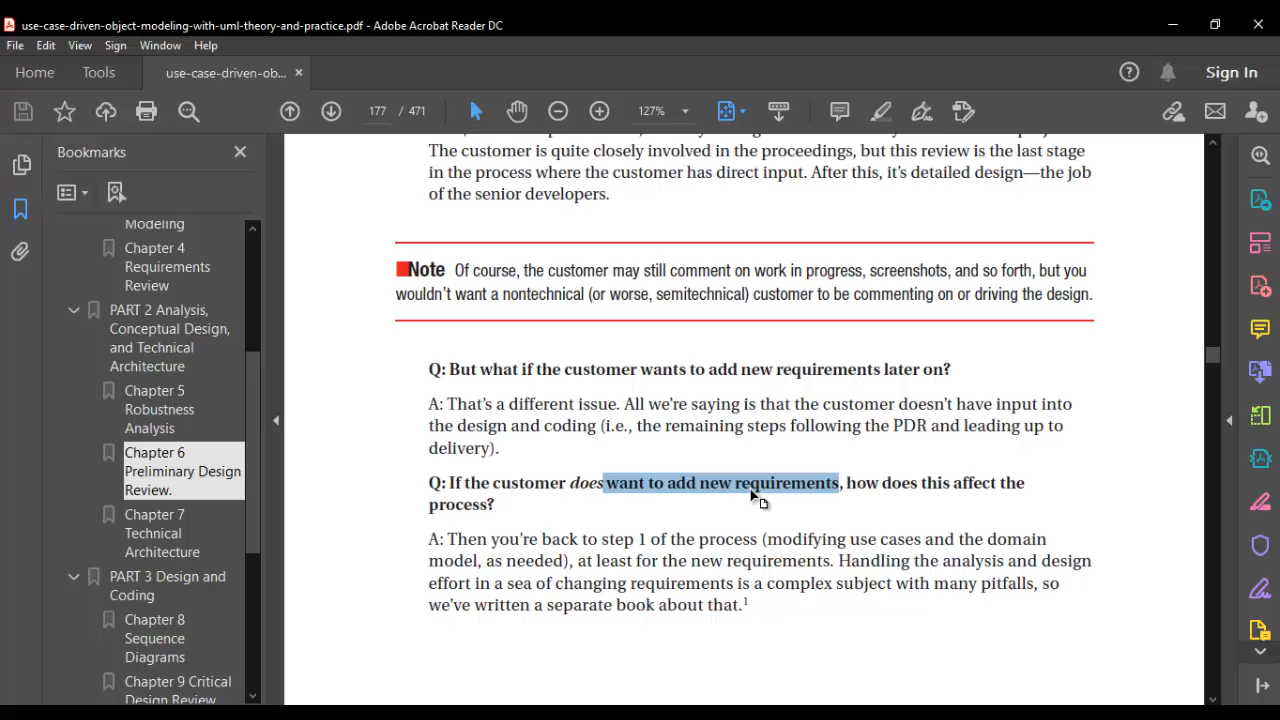 use-case-driven-object-modeling-with-uml-theory-and-practice.pdf - Adobe Acrobat Reader DC
File Edit View Sign Window Help
Home Tools use-case-driven-ob... × Sign In
177 / 471 127%
Bookmarks
Modeling
Chapter 4
Requirements
Review
PART 2 Analysis,
Conceptual Design,
and Technical
Architecture
Chapter 5
Robustness
Analysis
Chapter 6
Preliminary Design
Review.
Chapter 7
Technical
Architecture
PART 3 Design and
Coding
Chapter 8
Sequence
Diagrams
Chapter 9 Critical
Design Review
The customer is quite closely involved in the proceedings, but this review is the last stage
in the process where the customer has direct input. After this, it's detailed design—the job
of the senior developers.
Note Of course, the customer may still comment on work in progress, screenshots, and so forth, but you
wouldn't want a nontechnical (or worse, semitechnical) customer to be commenting on or driving the design.
Q: But what if the customer wants to add new requirements later on?
A: That's a different issue. All we're saying is that the customer doesn't have input into
the design and coding (i.e., the remaining steps following the PDR and leading up to
delivery).
Q: If the customer does want to add new requirements, how does this affect the
process?
A: Then you're back to step 1 of the process (modifying use cases and the domain
model, as needed), at least for the new requirements. Handling the analysis and design
effort in a sea of changing requirements is a complex subject with many pitfalls, so
we've written a separate book about that.1